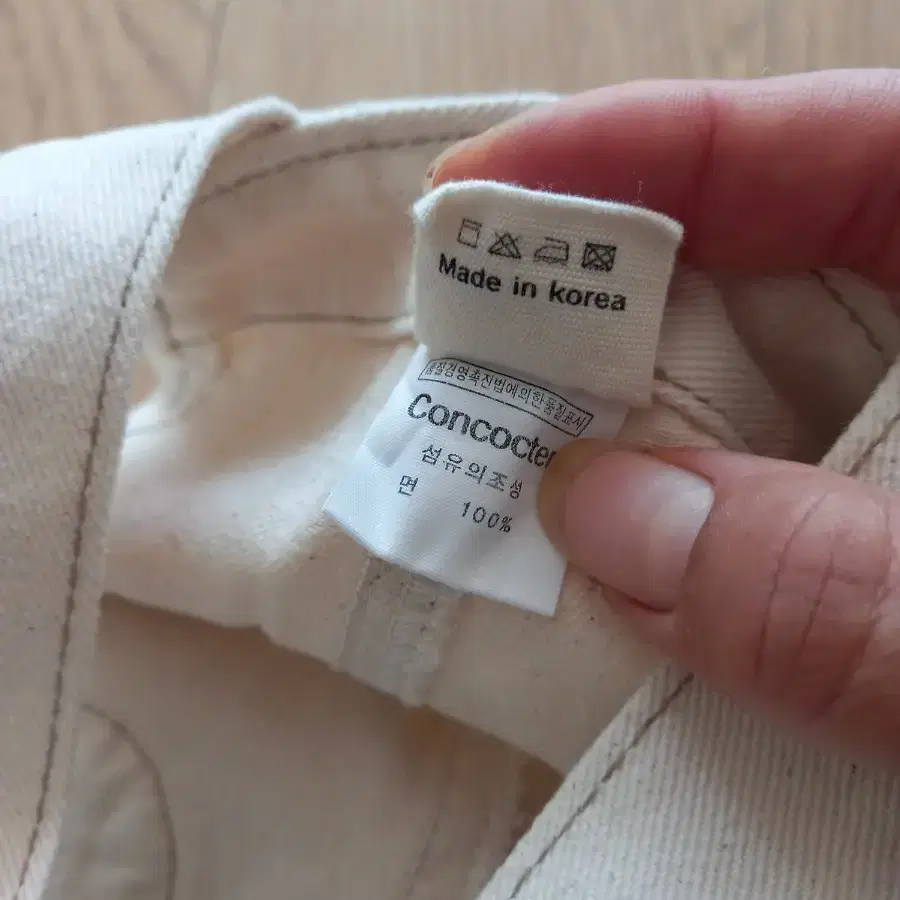 Made in korea
품질경영촉진법에의한품질표시
섬유의조성
면 100%